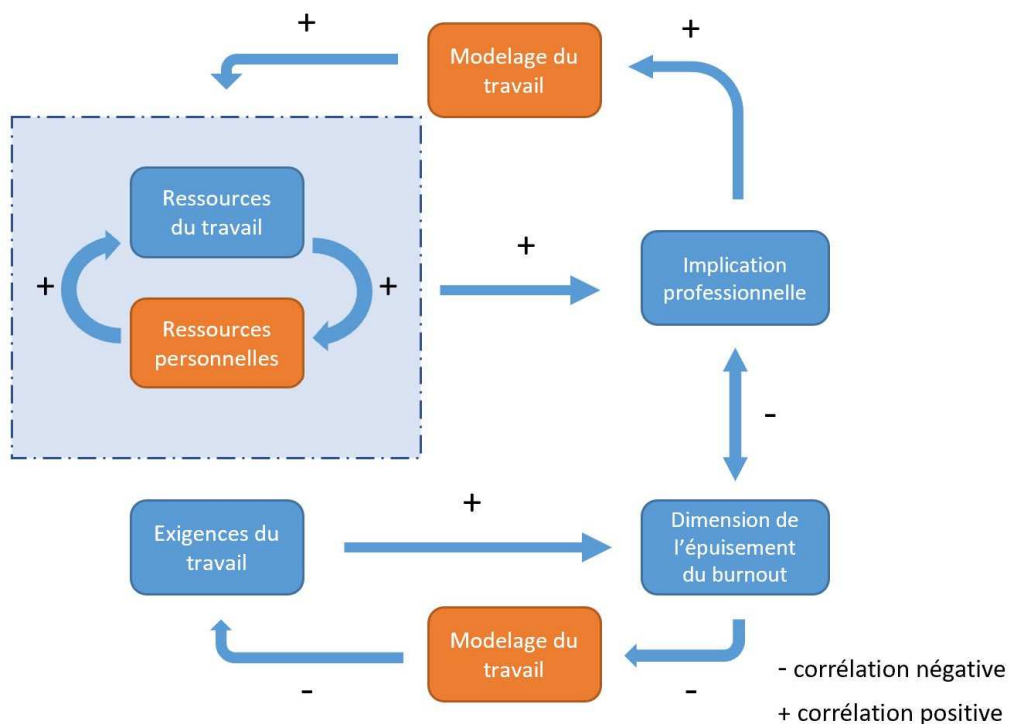 +
Modelage du
travail
+
Ressources
du travail
+
+
Ressources
personnelles
+
Implication
professionnelle
-
Exigences du
travail
+
Dimension de
l'épuisement
du burnout
-
Modelage du
travail
-
- corrélation négative
+ corrélation positive